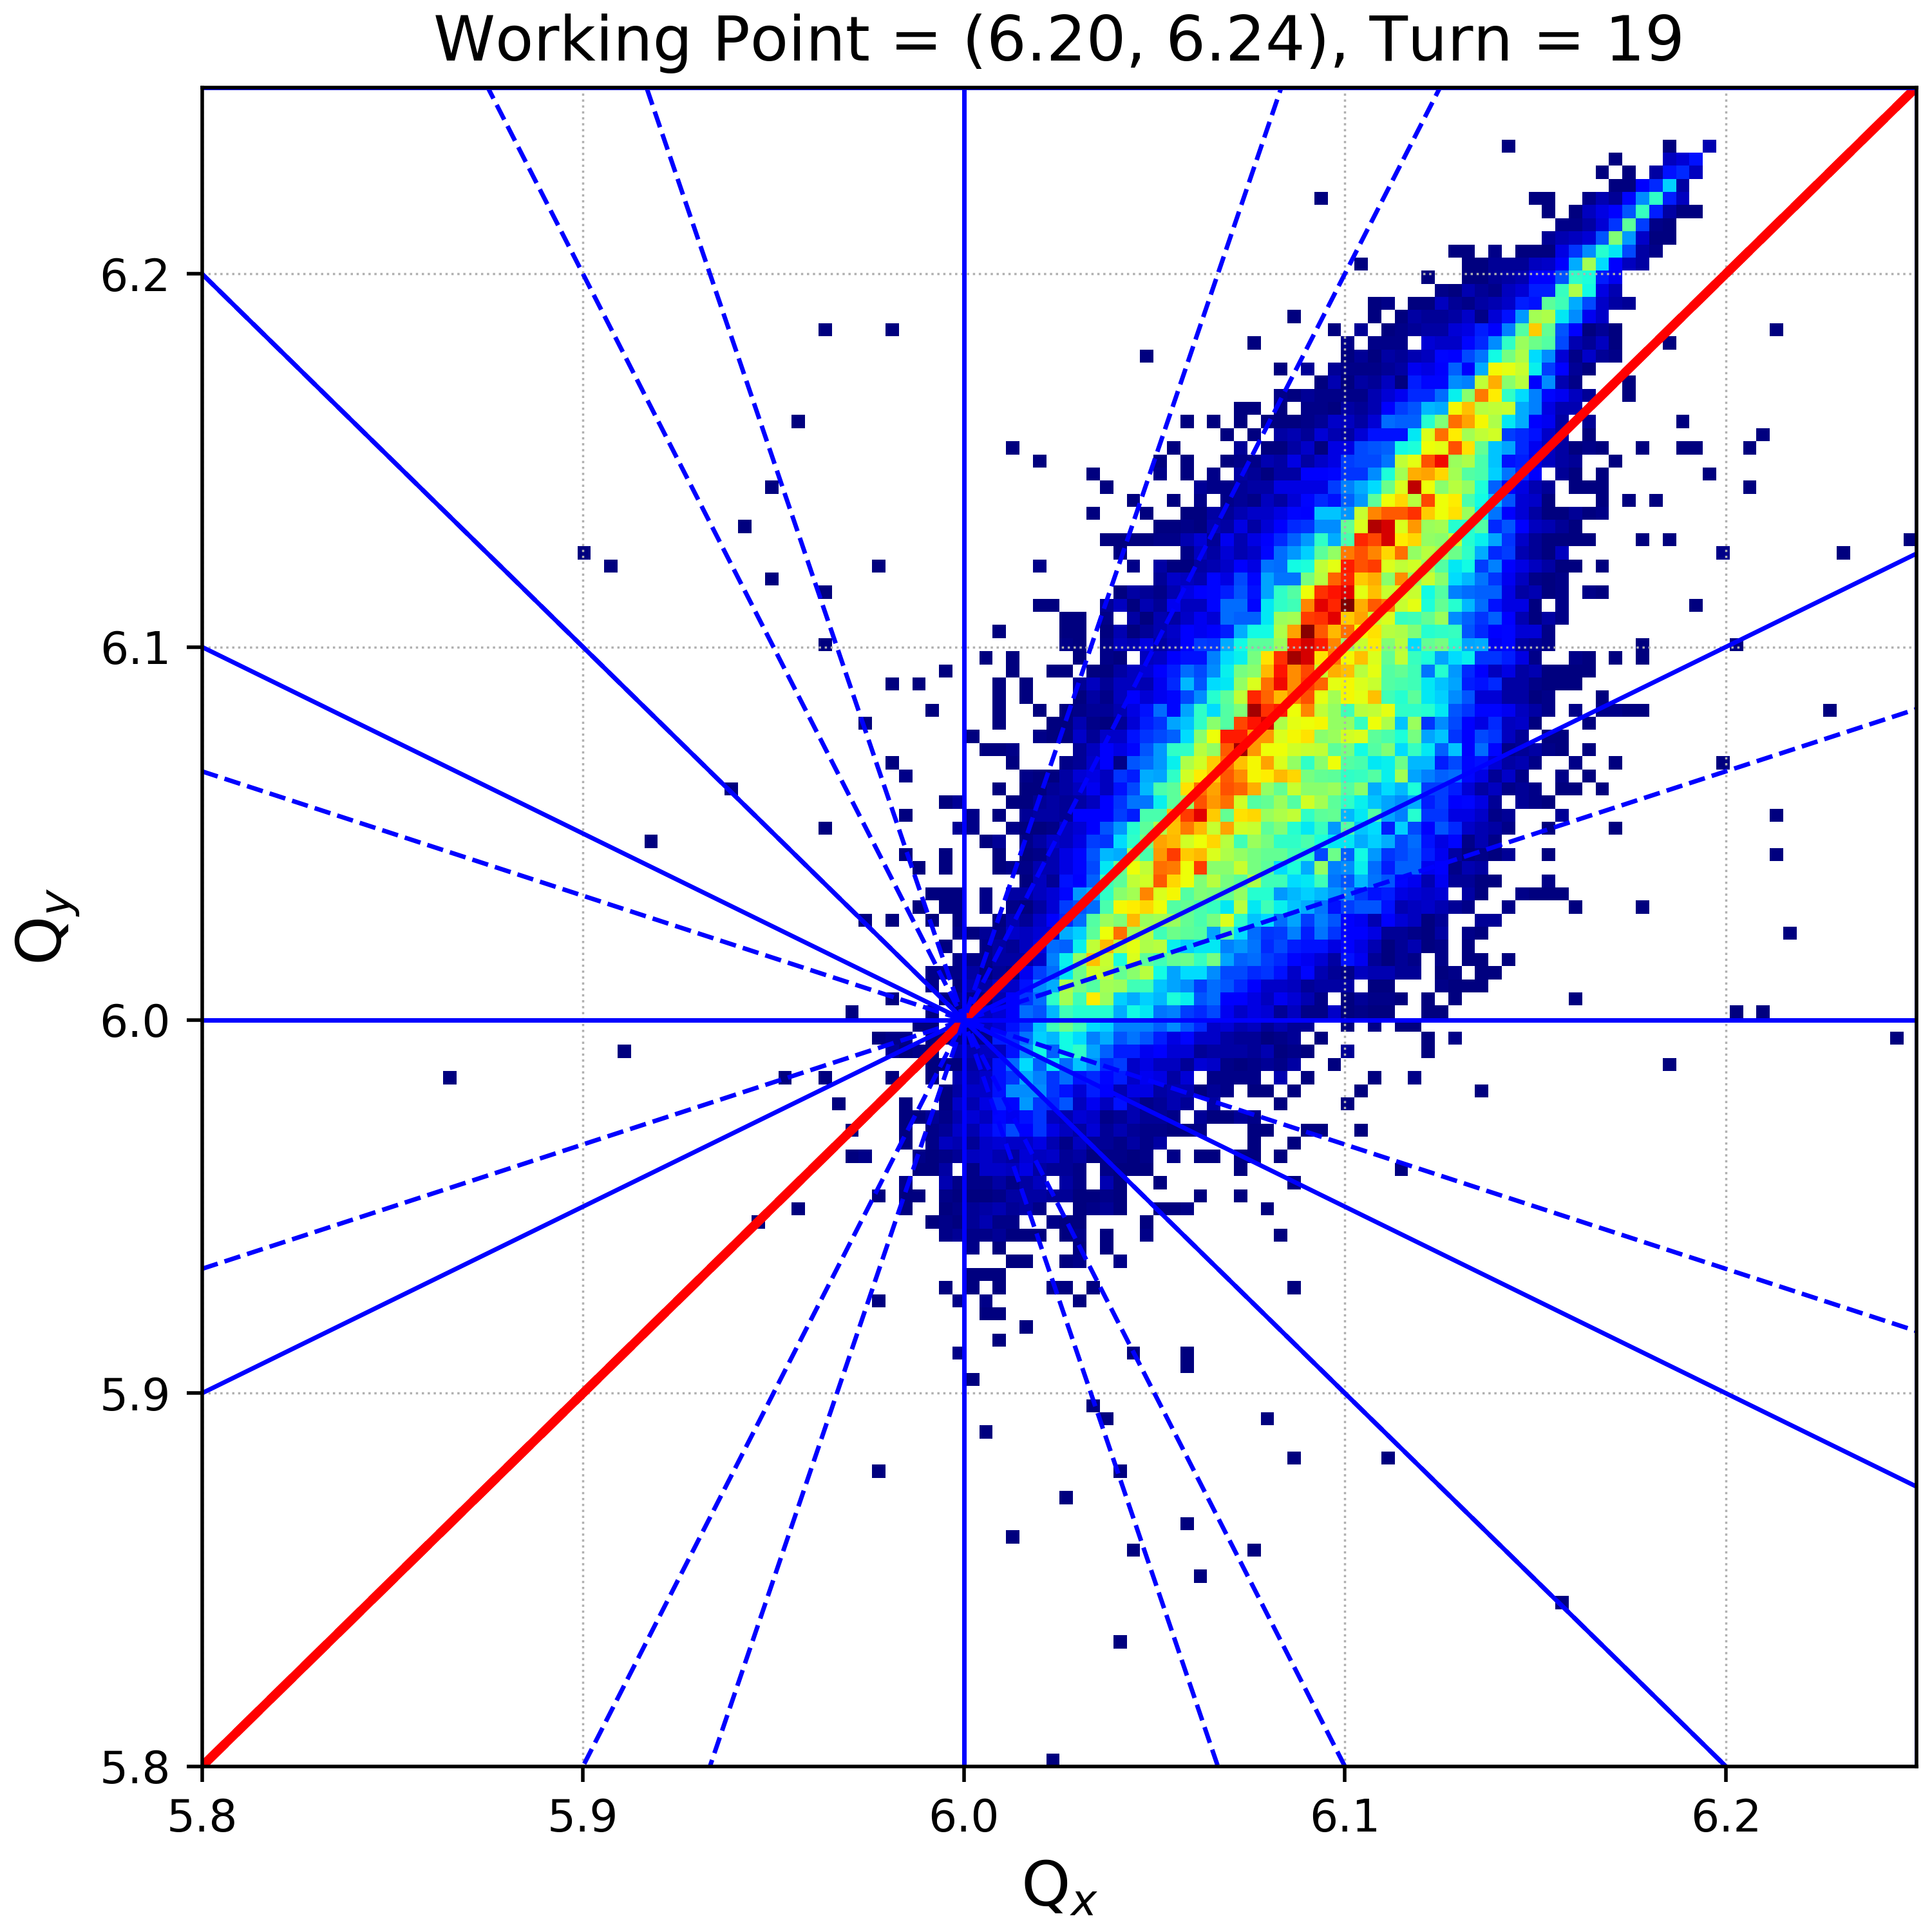 Working Point = (6.20, 6.24), Turn = 19
6.2
6.1
6.0
5.9
5.8
Qy
5.8 5.9 6.0 6.1 6.2
Qx